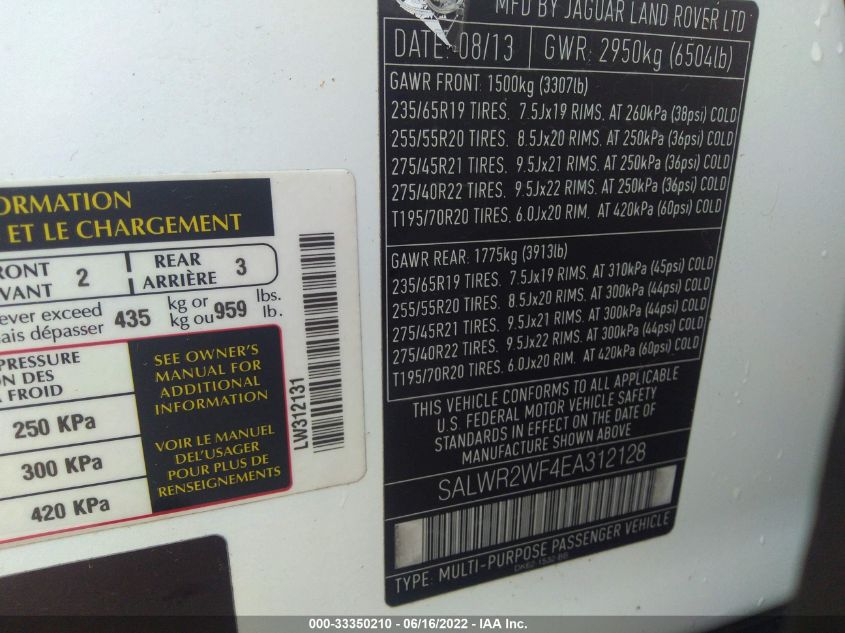 MFD BY JAGUAR LAND ROVER LTD
DATE: 08/13 GWR: 2950kg (6504lb)
GAWR FRONT. 1500kg (3307lb)
235/65R19 TIRES. 7.5Jx19 RIMS. AT 260kPa (38psi) COLD
255/55R20 TIRES. 8.5Jx20 RIMS. AT 250kPa (36psi) COLD
275/45R21 TIRES. 9.5Jx21 RIMS. AT 250kPa (36psi) COLD
275/40R22 TIRES. 9.5Jx22 RIMS. AT 250kPa (36psi) COLD
T195/70R20 TIRES. 6.0Jx20 RIM. AT 420kPa (60psi) COLD
GAWR REAR. 1775kg (3913lb)
235/65R19 TIRES. 7.5Jx19 RIMS. AT 310kPa (45psi) COLD
255/55R20 TIRES. 8.5Jx20 RIMS. AT 300kPa (44psi) COLD
275/45R21 TIRES. 9.5Jx21 RIMS. AT 300kPa (44psi) COLD
275/40R22 TIRES. 9.5Jx22 RIMS. AT 300kPa (44psi) COLD
T195/70R20 TIRES. 6.0Jx20 RIM. AT 420kPa (60psi) COLD
THIS VEHICLE CONFORMS TO ALL APPLICABLE
U.S. FEDERAL MOTOR VEHICLE SAFETY
STANDARDS IN EFFECT ON THE DATE OF
MANUFACTURE SHOWN ABOVE
SALWR2WF4EA312128
TYPE: MULTI-PURPOSE PASSENGER VEHICLE
ORMATION
ET LE CHARGEMENT
FRONT 2 REAR 3
VANT ARRIÈRE
ever exceed 435 kg or 959 lbs.
ais dépasser kg ou lb.
PRESSURE
ON DES
A FROID
250 KPa
300 KPa
420 KPa
SEE OWNER'S
MANUAL FOR
ADDITIONAL
INFORMATION
VOIR LE MANUEL
DEL'USAGER
POUR PLUS DE
RENSEIGNEMENTS
LW312131
000-33350210 - 06/16/2022 - IAA Inc.